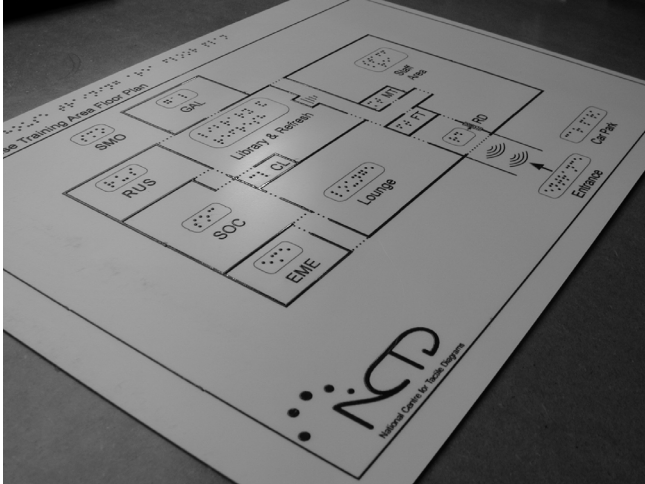 se Training Area Floor Plan
SMO
GAL
Library & Refresh
Staff
Area
MT
FT
RD
Car Park
Entrance
RUS
CL
Lounge
SOC
EME
NCTD
National Centre for Tactile Diagrams